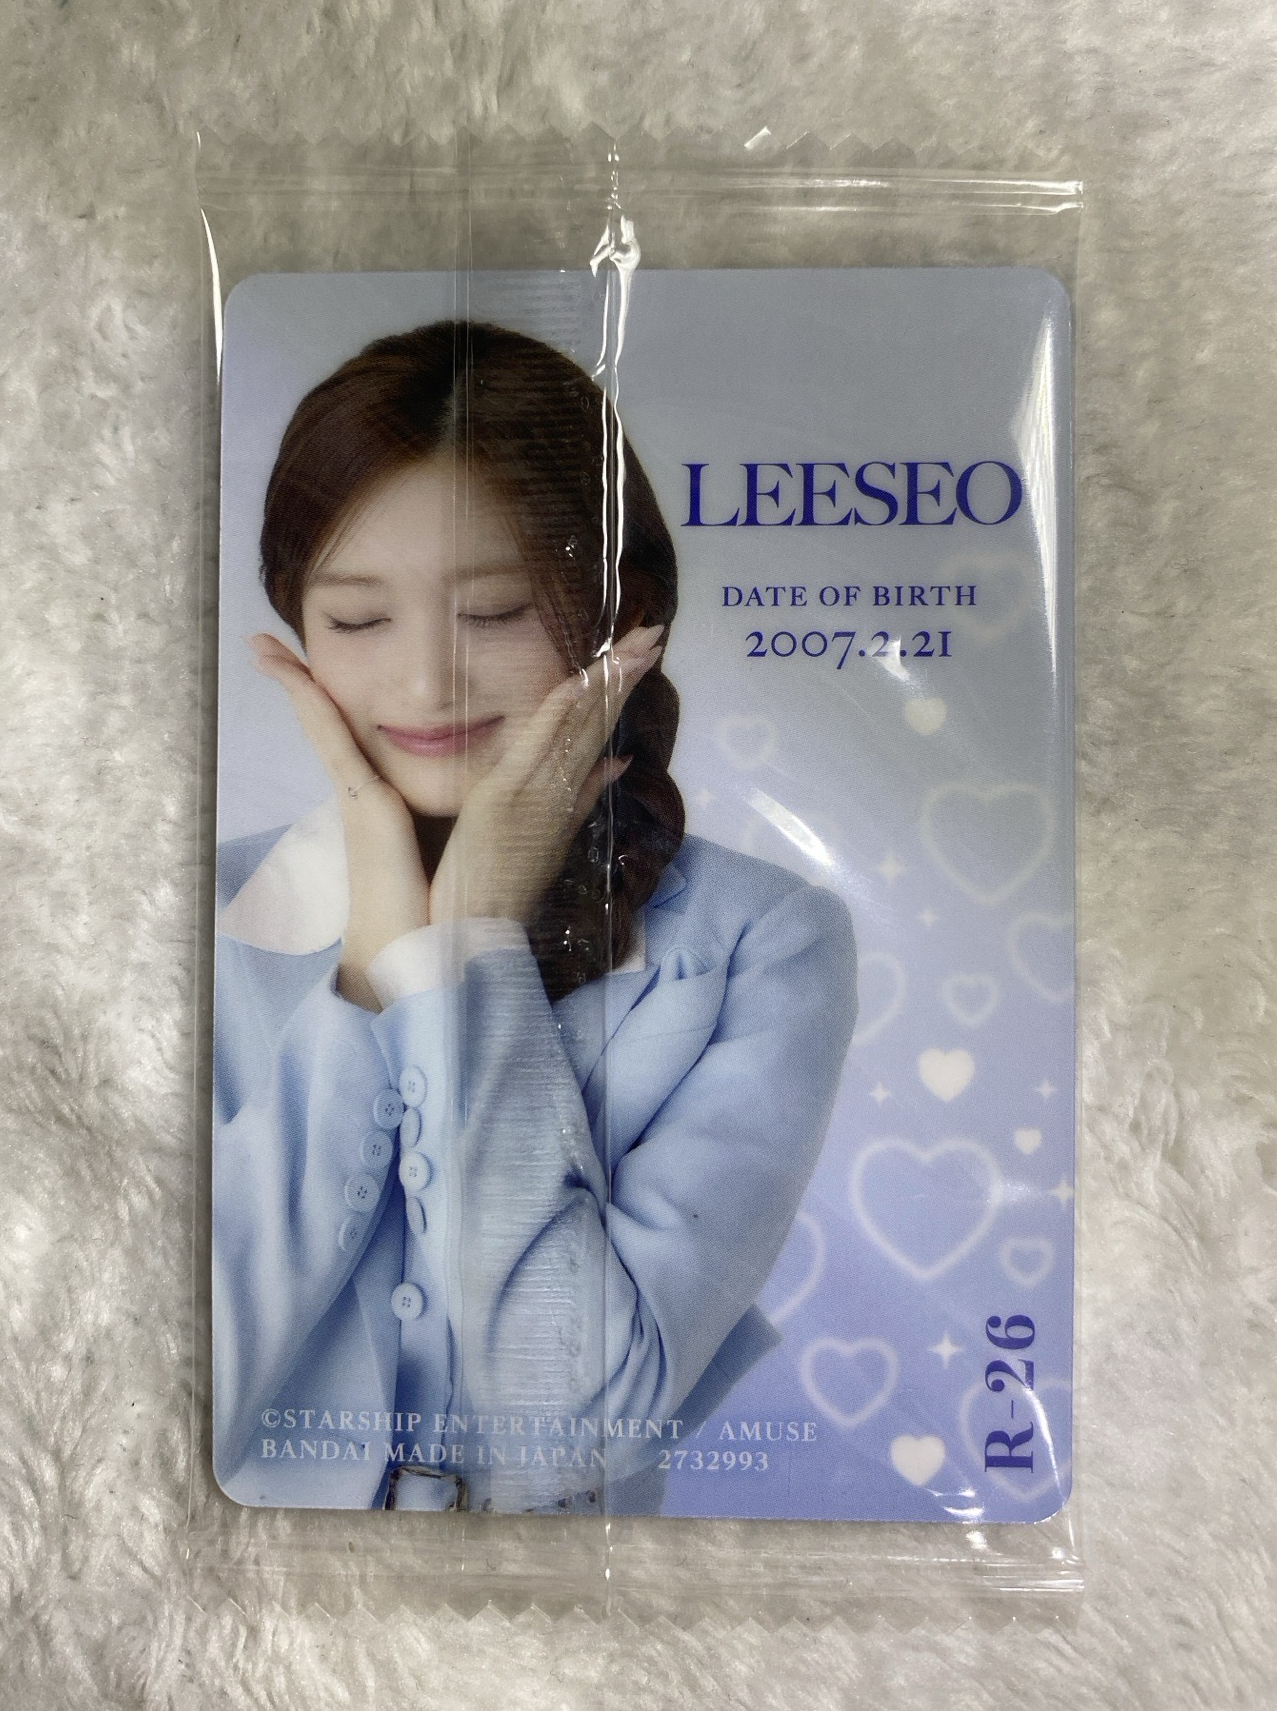 LEESEO
DATE OF BIRTH
2007.2.21
R-26
©STARSHIP ENTERTAINMENT / AMUSE
BANDAI MADE IN JAPAN 2732993